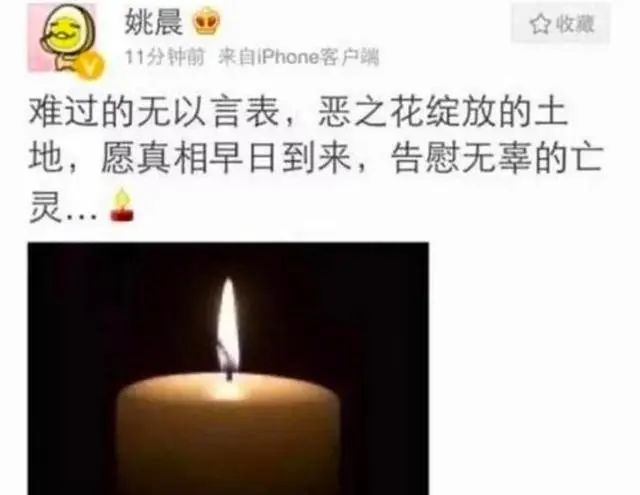 姚晨
☆收藏
11分钟前 来自iPhone客户端
难过的无以言表，恶之花绽放的土
地，愿真相早日到来，告慰无辜的亡
灵...